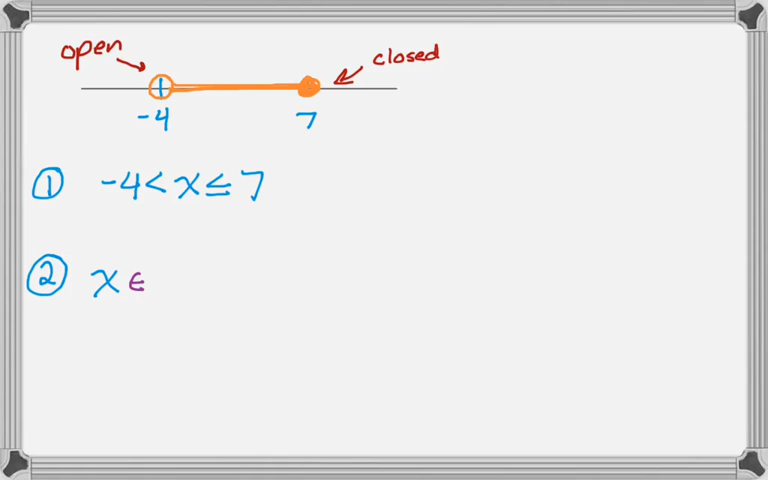 open
closed
-4 7
① -4 < x ≤ 7
② x ∈